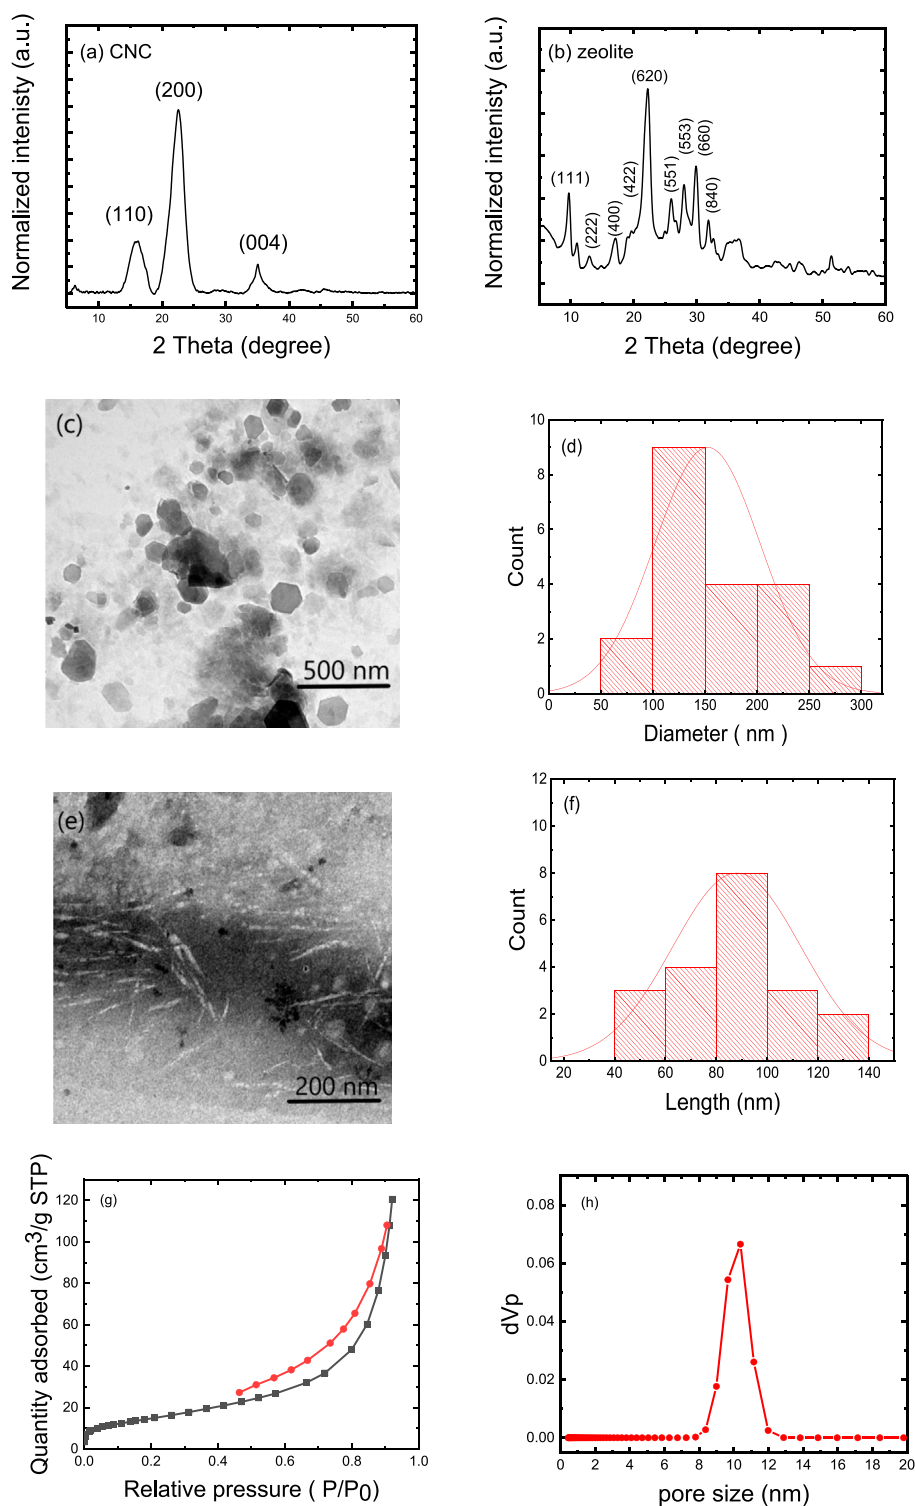 (a) CNC
(110)
(200)
(004)
Normalized intenisty (a.u.)
10 20 30 40 50 60
2 Theta (degree)
(b) zeolite
(111)
(222)
(400)
(422)
(620)
(551)
(553)
(660)
(840)
Normalized intenisty (a.u.)
10 20 30 40 50 60
2 Theta (degree)
(c)
500 nm
(d)
Count
10
8
6
4
2
0
0 50 100 150 200 250 300
Diameter ( nm )
(e)
200 nm
(f)
Count
12
10
8
6
4
2
0
20 40 60 80 100 120 140
Length (nm)
(g)
Quantity adsorbed (cm3/g STP)
120
100
80
60
40
20
0
0.0 0.2 0.4 0.6 0.8 1.0
Relative pressure ( P/P0)
(h)
dVp
0.08
0.06
0.04
0.02
0.00
0 2 4 6 8 10 12 14 16 18 20
pore size (nm)